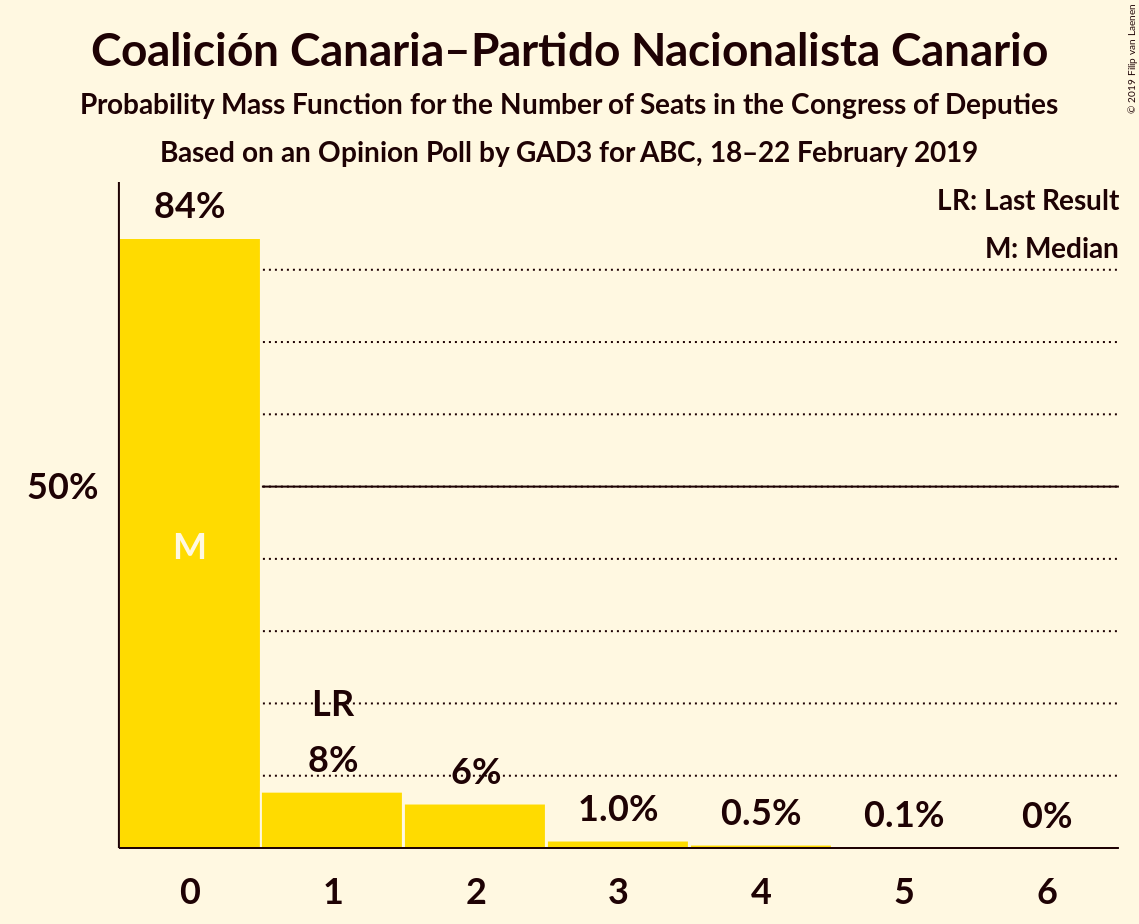 Coalición Canaria–Partido Nacionalista Canario
Probability Mass Function for the Number of Seats in the Congress of Deputies
Based on an Opinion Poll by GAD3 for ABC, 18–22 February 2019
© 2019 Filip van Laenen
LR: Last Result
M: Median
84%
50%
M
LR
8%
6%
1.0%
0.5%
0.1%
0%
0 1 2 3 4 5 6